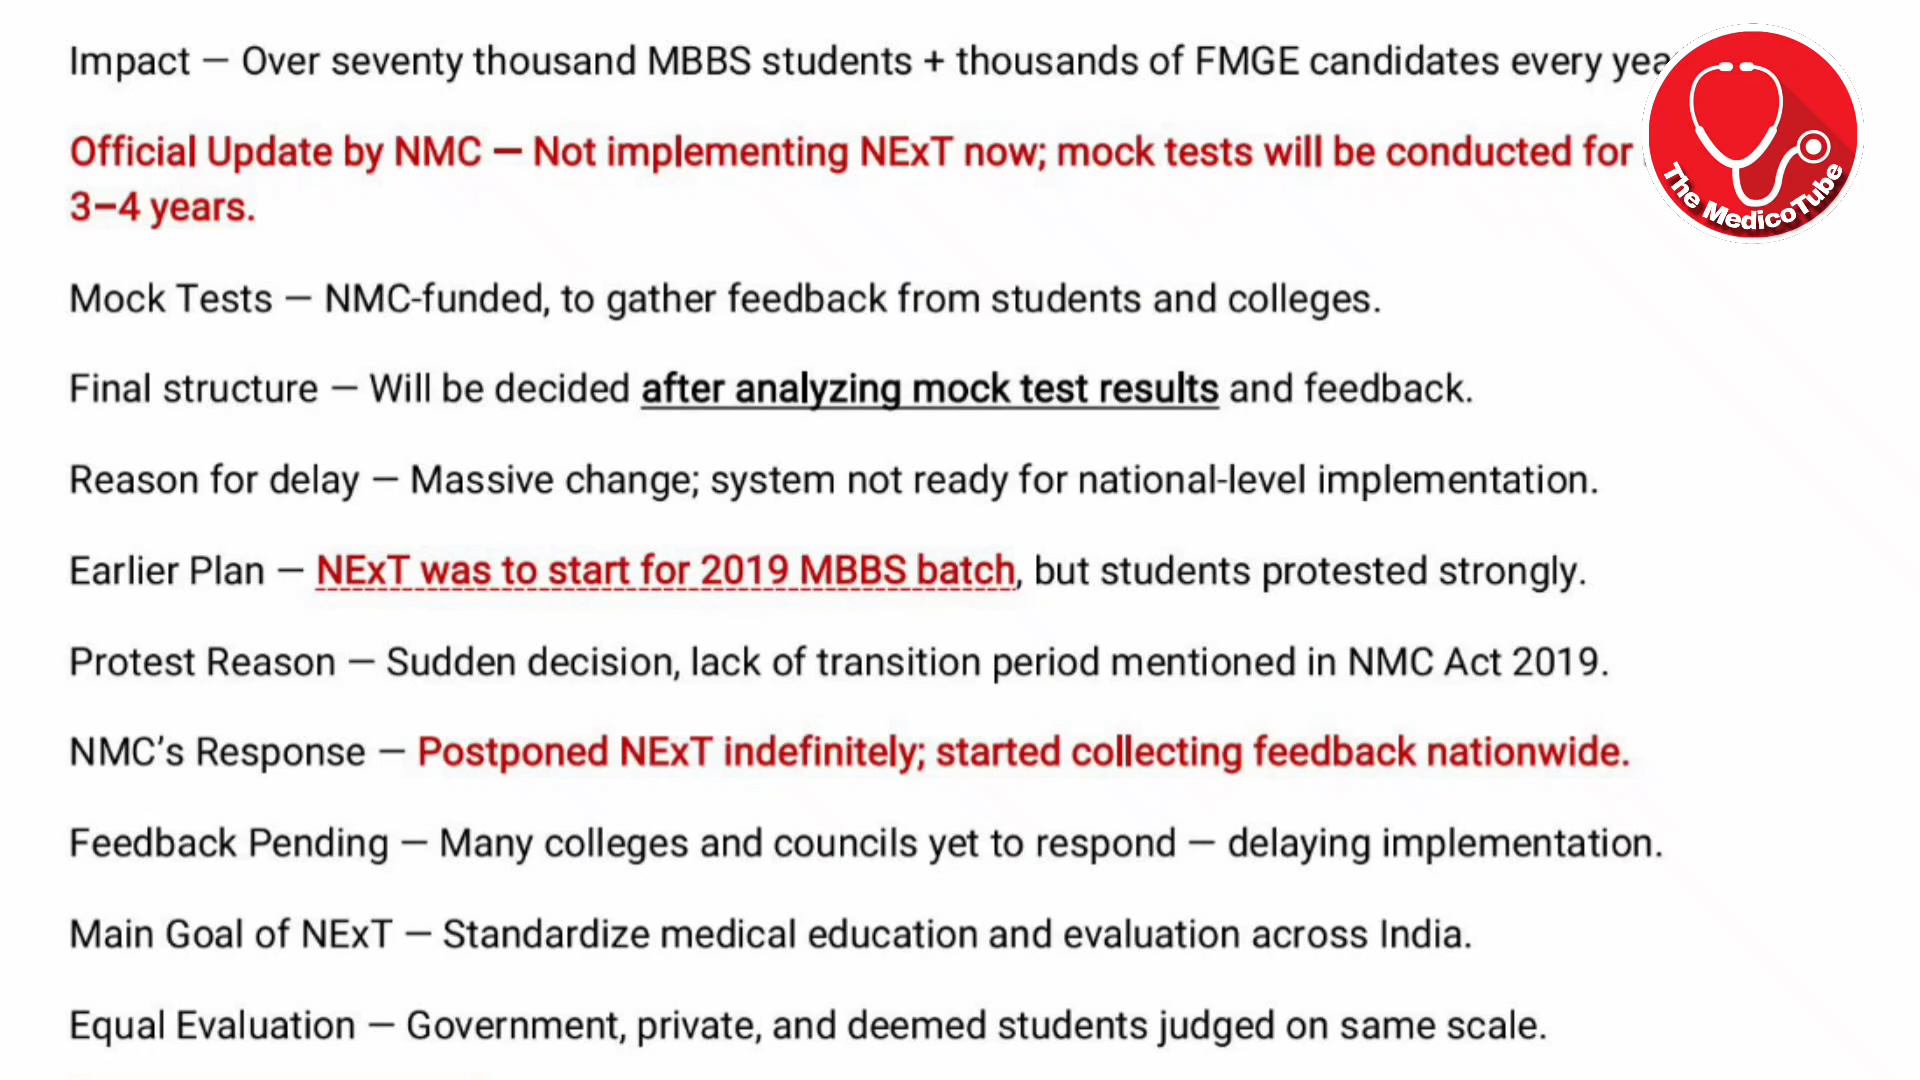 Impact — Over seventy thousand MBBS students + thousands of FMGE candidates every
Official Update by NMC — Not implementing NExT now; mock tests will be conducted for
3–4 years.
Mock Tests — NMC-funded, to gather feedback from students and colleges.
Final structure — Will be decided after analyzing mock test results and feedback.
Reason for delay — Massive change; system not ready for national-level implementation.
Earlier Plan — NExT was to start for 2019 MBBS batch, but students protested strongly.
Protest Reason — Sudden decision, lack of transition period mentioned in NMC Act 2019.
NMC’s Response — Postponed NExT indefinitely; started collecting feedback nationwide.
Feedback Pending — Many colleges and councils yet to respond — delaying implementation.
Main Goal of NExT — Standardize medical education and evaluation across India.
Equal Evaluation — Government, private, and deemed students judged on same scale.
The MedicoTube